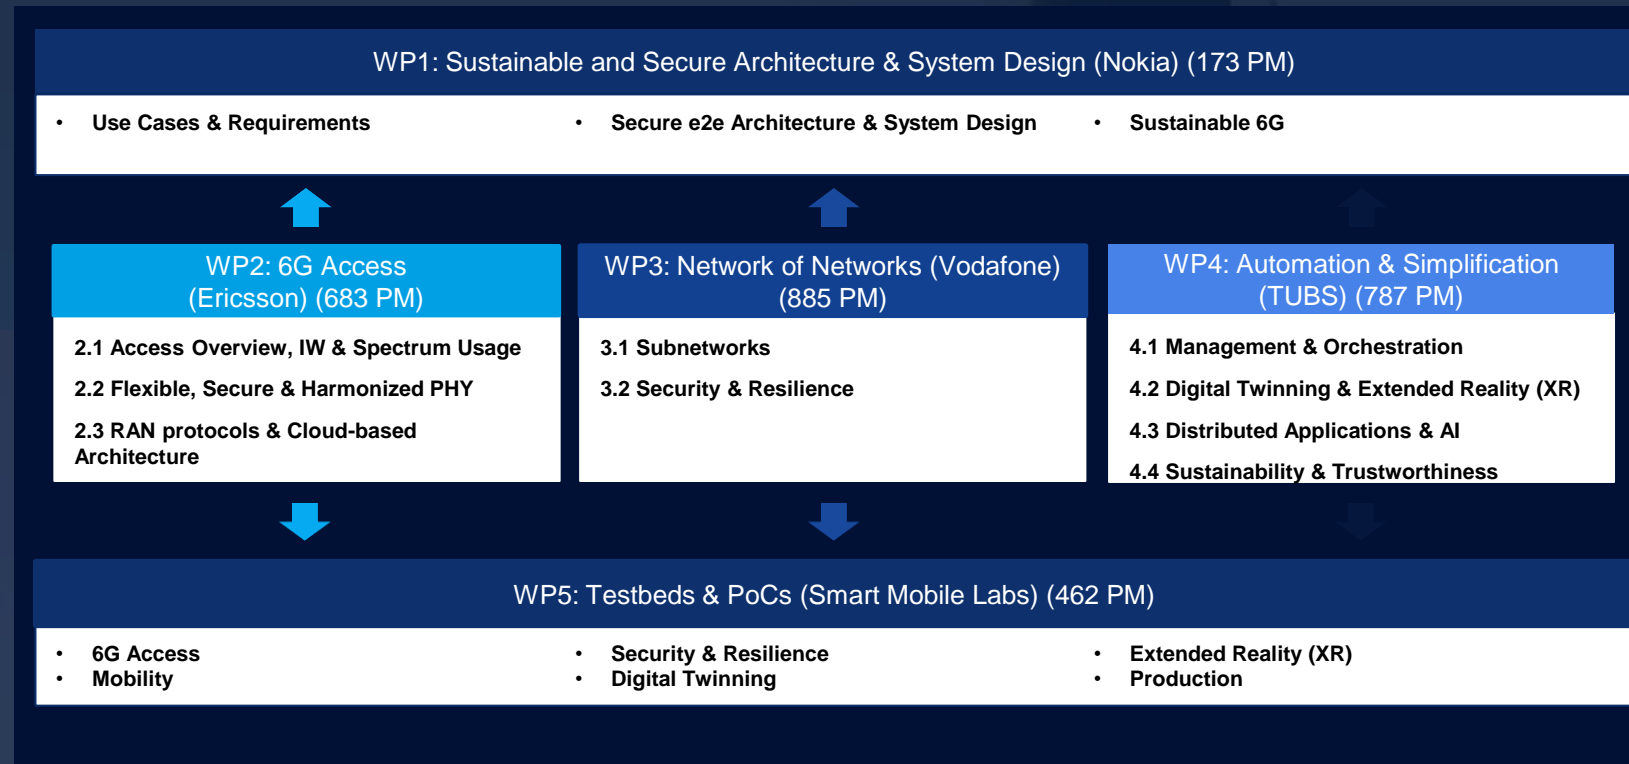 WP1: Sustainable and Secure Architecture & System Design (Nokia) (173 PM)
• Use Cases & Requirements
• Secure e2e Architecture & System Design
• Sustainable 6G
WP2: 6G Access
(Ericsson) (683 PM)
2.1 Access Overview, IW & Spectrum Usage
2.2 Flexible, Secure & Harmonized PHY
2.3 RAN protocols & Cloud-based
Architecture
WP3: Network of Networks (Vodafone)
(885 PM)
3.1 Subnetworks
3.2 Security & Resilience
WP4: Automation & Simplification
(TUBS) (787 PM)
4.1 Management & Orchestration
4.2 Digital Twinning & Extended Reality (XR)
4.3 Distributed Applications & AI
4.4 Sustainability & Trustworthiness
WP5: Testbeds & PoCs (Smart Mobile Labs) (462 PM)
• 6G Access
• Mobility
• Security & Resilience
• Digital Twinning
• Extended Reality (XR)
• Production